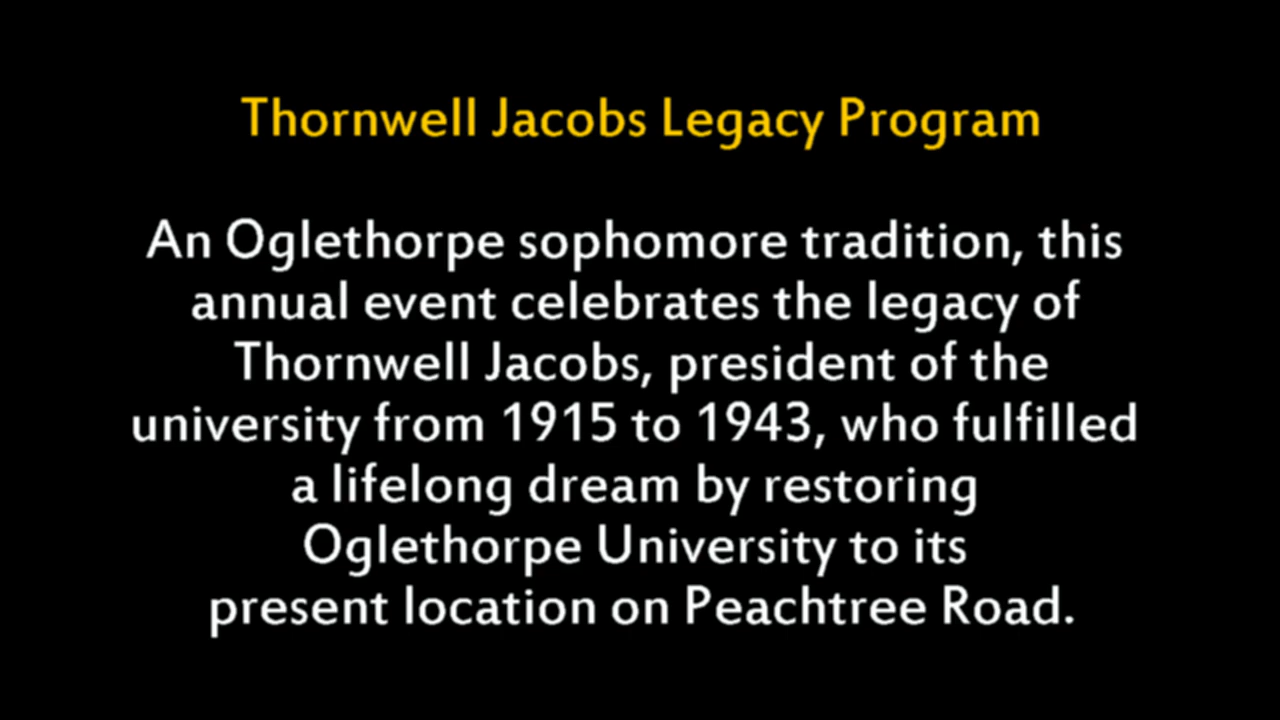 Thornwell Jacobs Legacy Program
An Oglethorpe sophomore tradition, this
annual event celebrates the legacy of
Thornwell Jacobs, president of the
university from 1915 to 1943, who fulfilled
a lifelong dream by restoring
Oglethorpe University to its
present location on Peachtree Road.